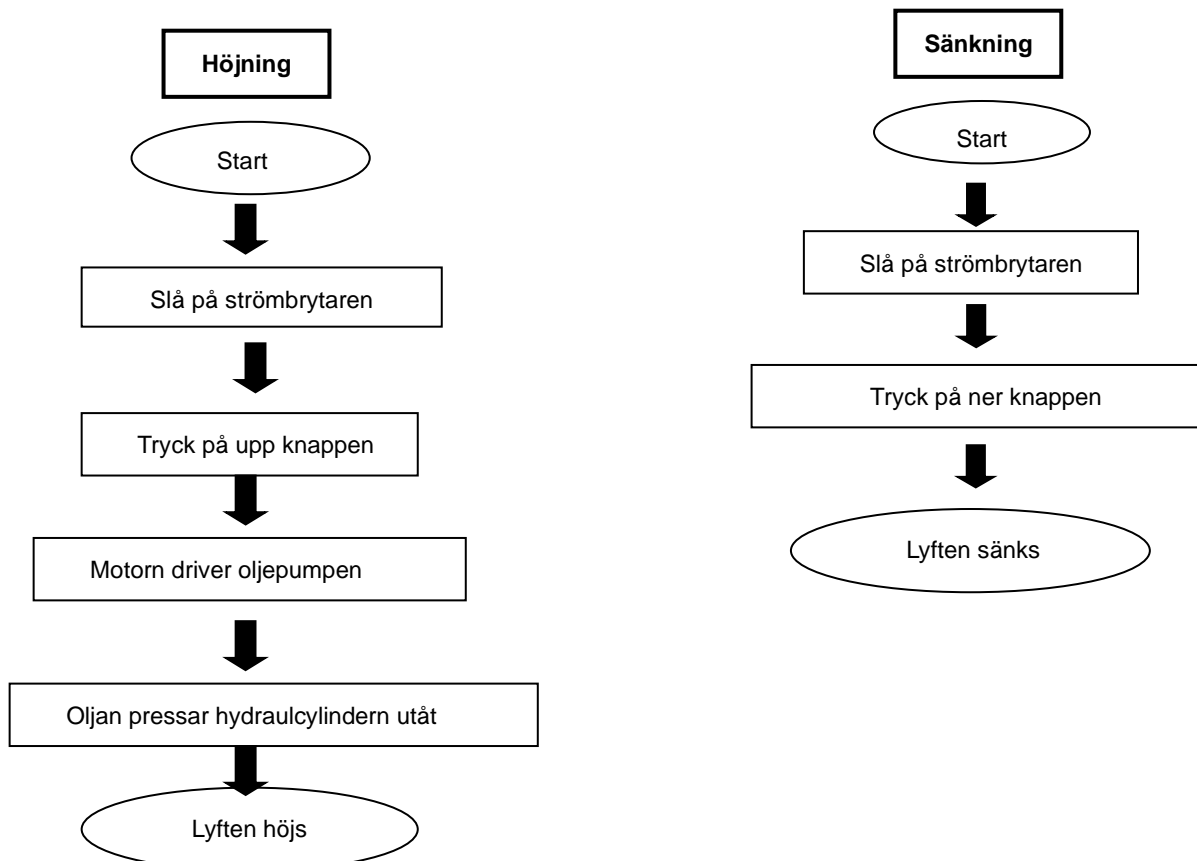 Höjning
Start
Slå på strömbrytaren
Tryck på upp knappen
Motorn driver oljepumpen
Oljan pressar hydraulcylindern utåt
Lyften höjs
Sänkning
Start
Slå på strömbrytaren
Tryck på ner knappen
Lyften sänks